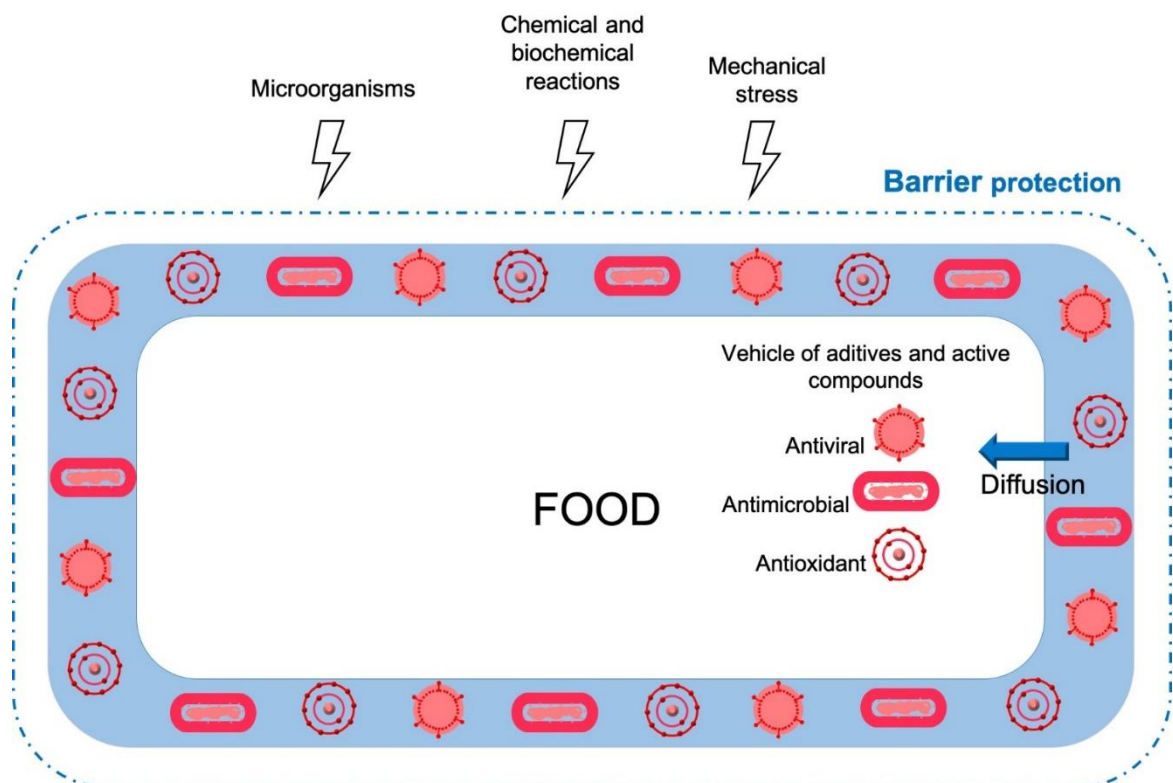 Chemical and
biochemical
reactions
Microorganisms
Mechanical
stress
Barrier protection
Vehicle of aditives and active
compounds
Antiviral
Antimicrobial
Antioxidant
Diffusion
FOOD